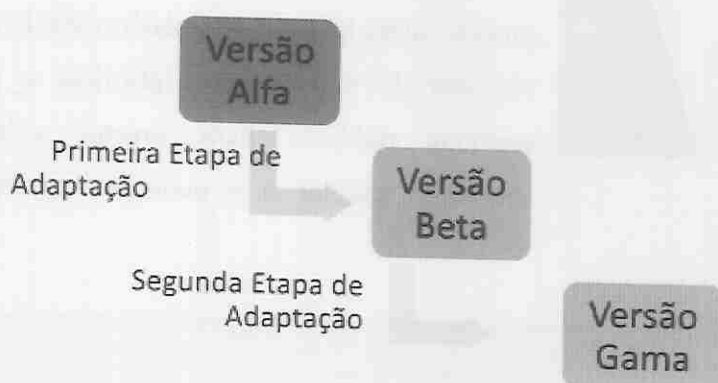 Versão
Alfa
Primeira Etapa de
Adaptação
Versão
Beta
Segunda Etapa de
Adaptação
Versão
Gama